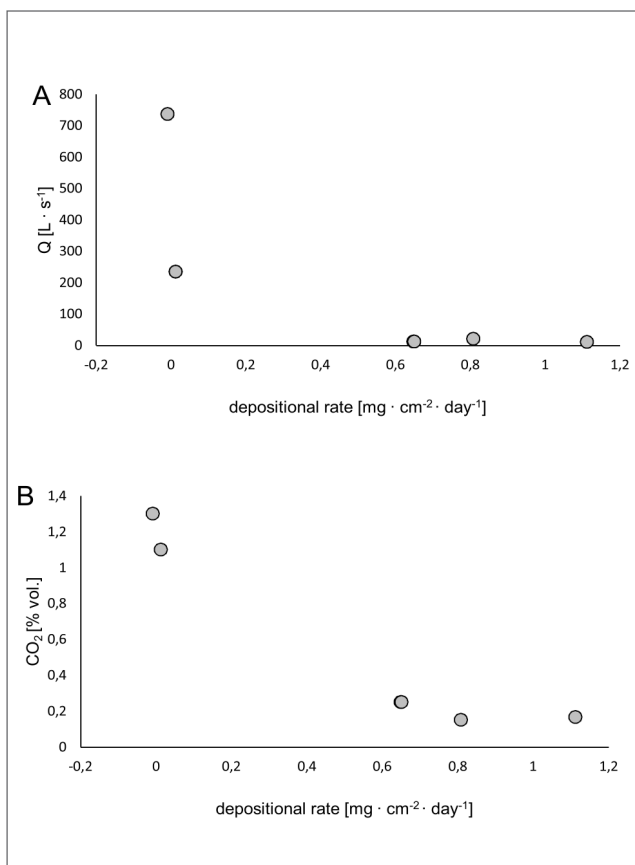 A
800
700
600
500
400
300
200
100
0
Q [L · s⁻¹]
-0,2 0 0,2 0,4 0,6 0,8 1 1,2
depositional rate [mg · cm⁻² · day⁻¹]
B
1,4
1,2
1
0,8
0,6
0,4
0,2
0
CO₂ [% vol.]
-0,2 0 0,2 0,4 0,6 0,8 1 1,2
depositional rate [mg · cm⁻² · day⁻¹]